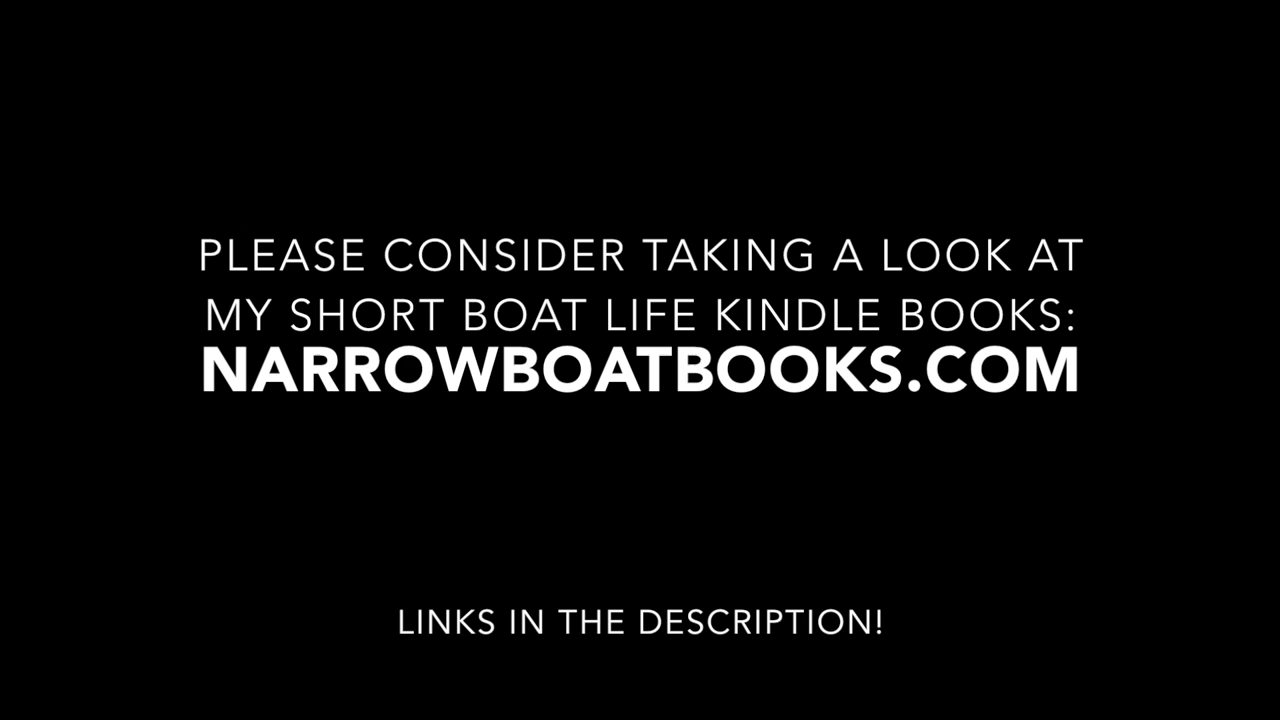 PLEASE CONSIDER TAKING A LOOK AT
MY SHORT BOAT LIFE KINDLE BOOKS:
NARROWBOATBOOKS.COM
LINKS IN THE DESCRIPTION!